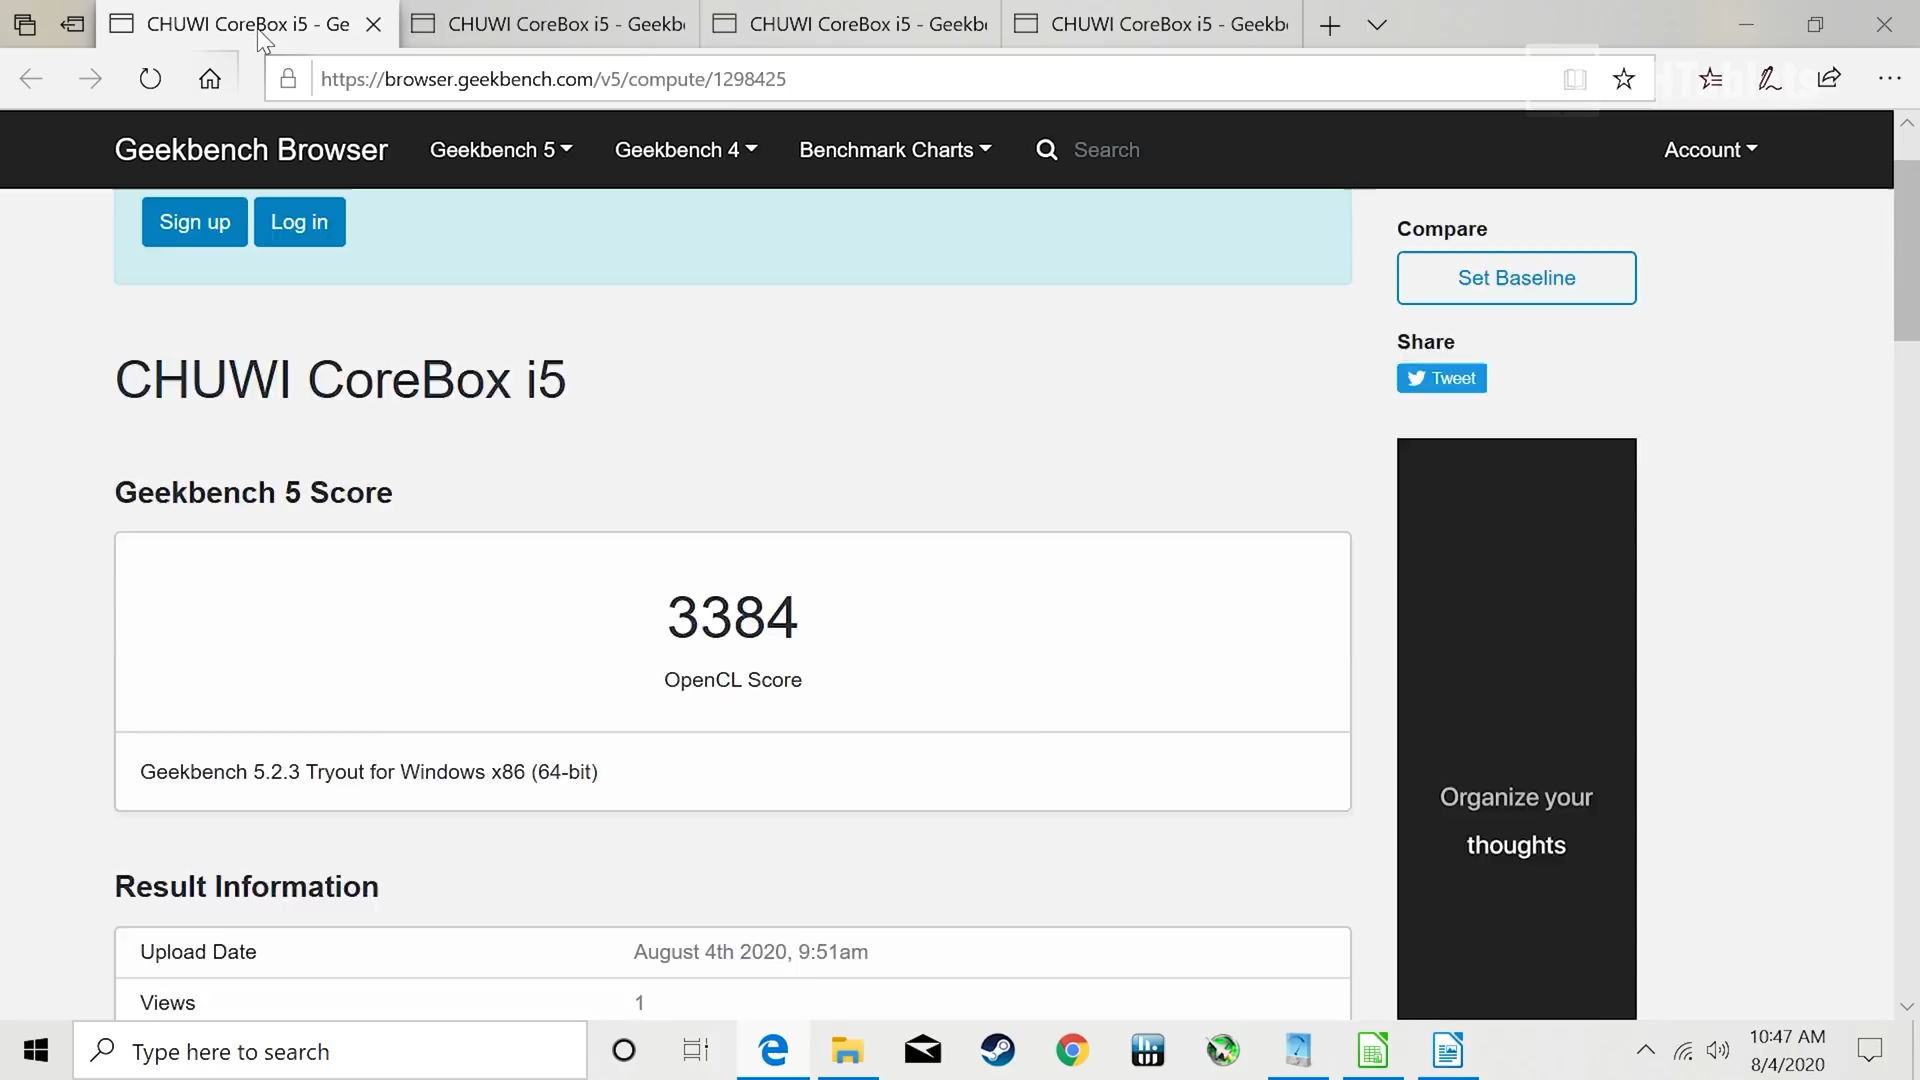 CHUWI CoreBox i5 - Ge
CHUWI CoreBox i5 - Geekb
CHUWI CoreBox i5 - Geekb
CHUWI CoreBox i5 - Geekb
https://browser.geekbench.com/v5/compute/1298425
Geekbench Browser
Geekbench 5
Geekbench 4
Benchmark Charts
Search
Account
Sign up
Log in
Compare
Set Baseline
Share
Tweet
CHUWI CoreBox i5
Geekbench 5 Score
3384
OpenCL Score
Geekbench 5.2.3 Tryout for Windows x86 (64-bit)
Organize your
thoughts
Result Information
Upload Date August 4th 2020, 9:51am
Views 1
Type here to search
10:47 AM
8/4/2020